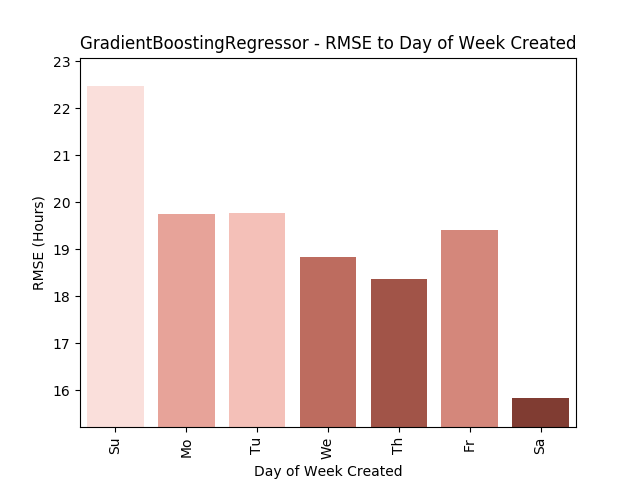 GradientBoostingRegressor - RMSE to Day of Week Created
23
22
21
20
19
18
17
16
RMSE (Hours)
Su
Mo
Tu
We
Th
Fr
Sa
Day of Week Created